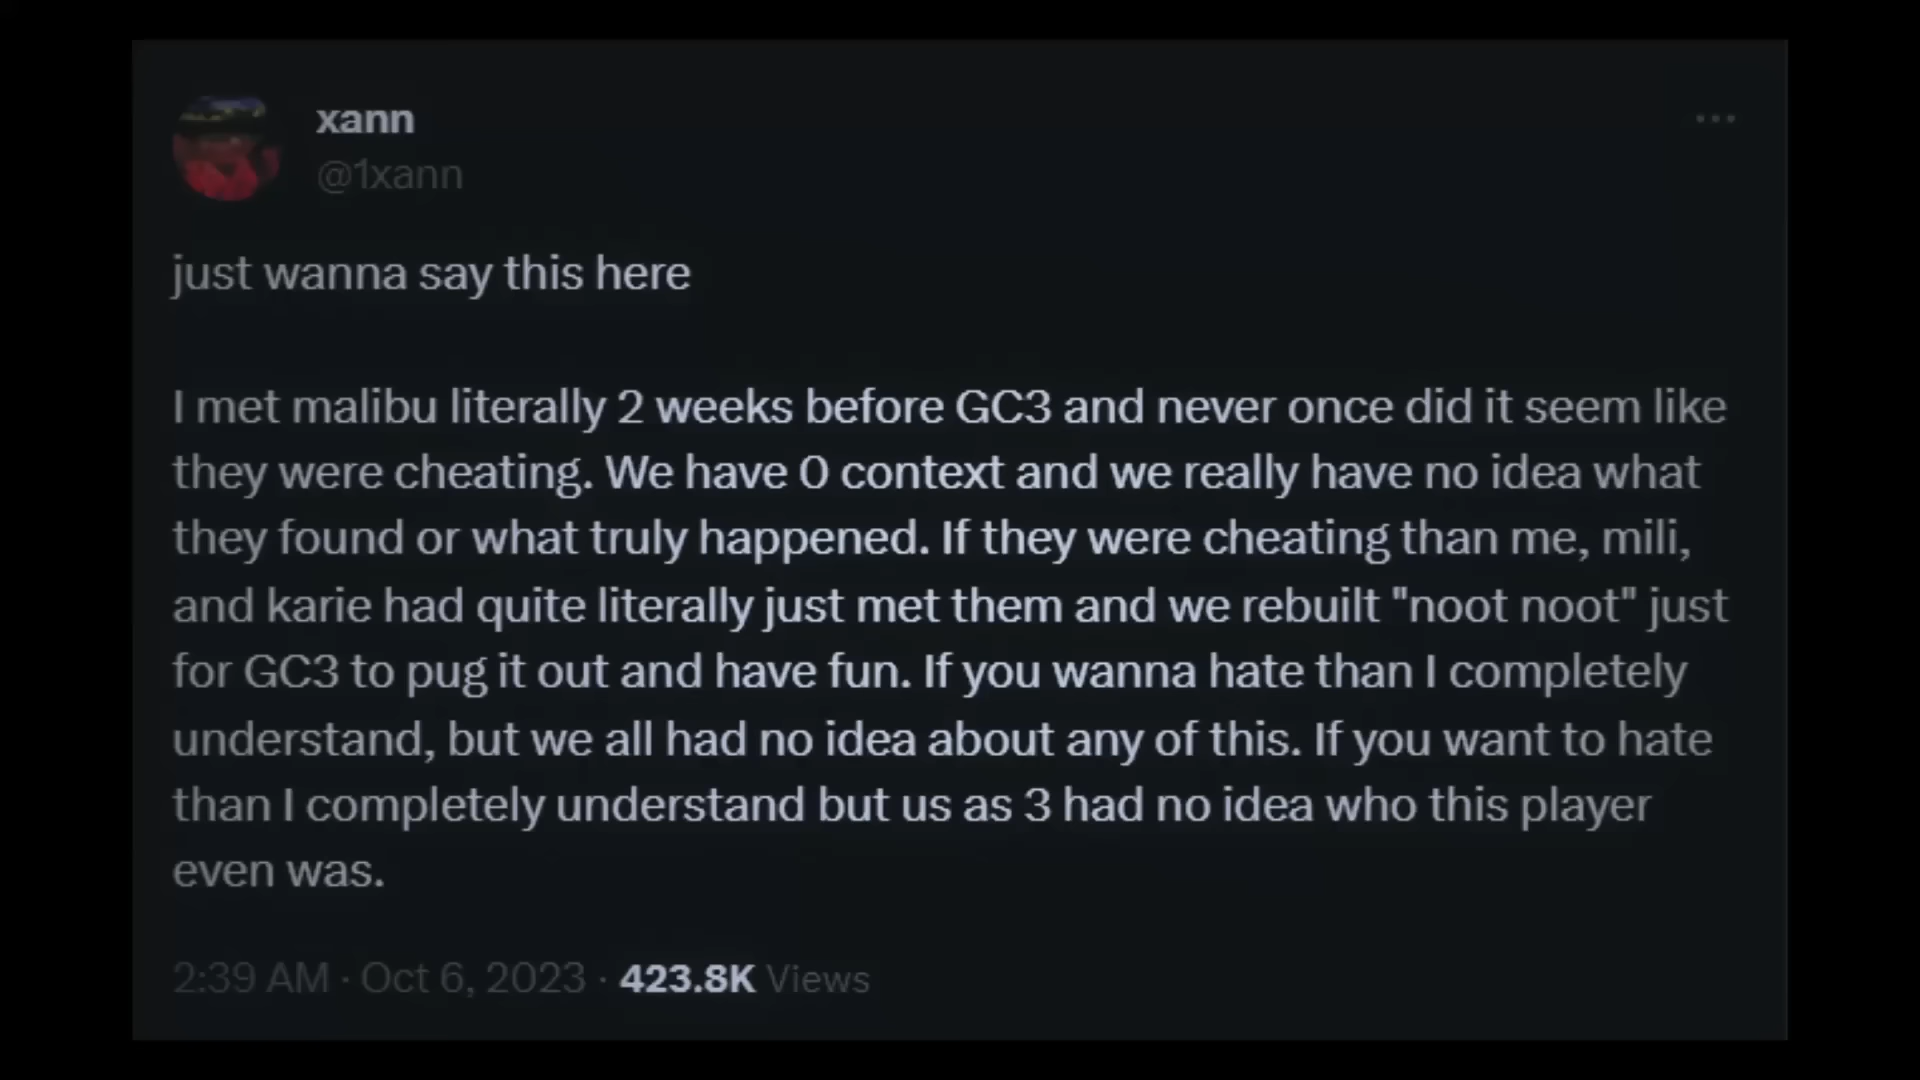 xann
@1xann
just wanna say this here
I met malibu literally 2 weeks before GC3 and never once did it seem like
they were cheating. We have 0 context and we really have no idea what
they found or what truly happened. If they were cheating than me, mili,
and karie had quite literally just met them and we rebuilt "noot noot" just
for GC3 to pug it out and have fun. If you wanna hate than I completely
understand, but we all had no idea about any of this. If you want to hate
than I completely understand but us as 3 had no idea who this player
even was.
2:39 AM · Oct 6, 2023 · 423.8K Views